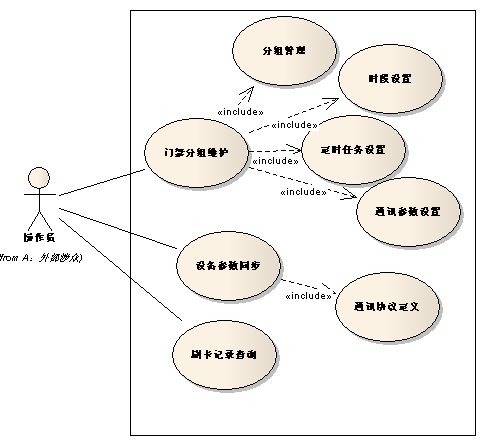 分组管理
时段设置
«include»
«include»
门禁分组维护
定时任务设置
«include»
«include»
通讯参数设置
操作员
from A: 外部涉众)
设备参数同步
«include»
通讯协议定义
刷卡记录查询